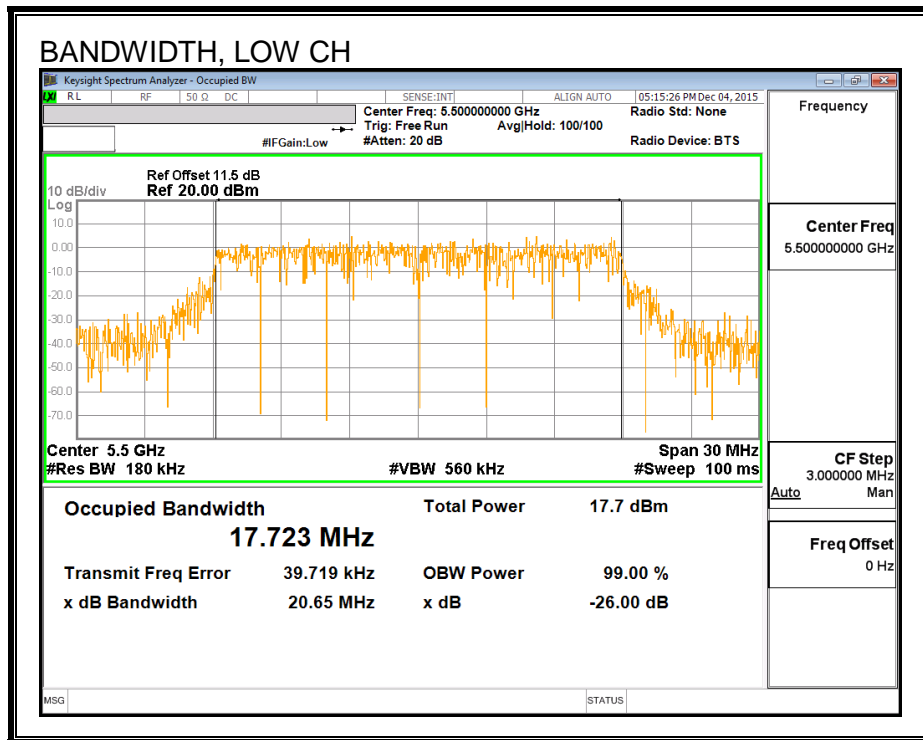 BANDWIDTH, LOW CH
Keysight Spectrum Analyzer - Occupied BW
LXI RL RF 50 Ω DC SENSE:INT ALIGN AUTO 05:15:26 PM Dec 04, 2015
Center Freq: 5.500000000 GHz Radio Std: None
Trig: Free Run Avg|Hold: 100/100
#IFGain:Low #Atten: 20 dB Radio Device: BTS
Frequency
Ref Offset 11.5 dB
10 dB/div Ref 20.00 dBm
Log
10.0
0.00
-10.0
-20.0
-30.0
-40.0
-50.0
-60.0
-70.0
Center 5.5 GHz Span 30 MHz
#Res BW 180 kHz #VBW 560 kHz #Sweep 100 ms
Occupied Bandwidth Total Power 17.7 dBm
17.723 MHz
Transmit Freq Error 39.719 kHz OBW Power 99.00 %
x dB Bandwidth 20.65 MHz x dB -26.00 dB
Center Freq
5.500000000 GHz
CF Step
3.000000 MHz
Auto Man
Freq Offset
0 Hz
MSG STATUS